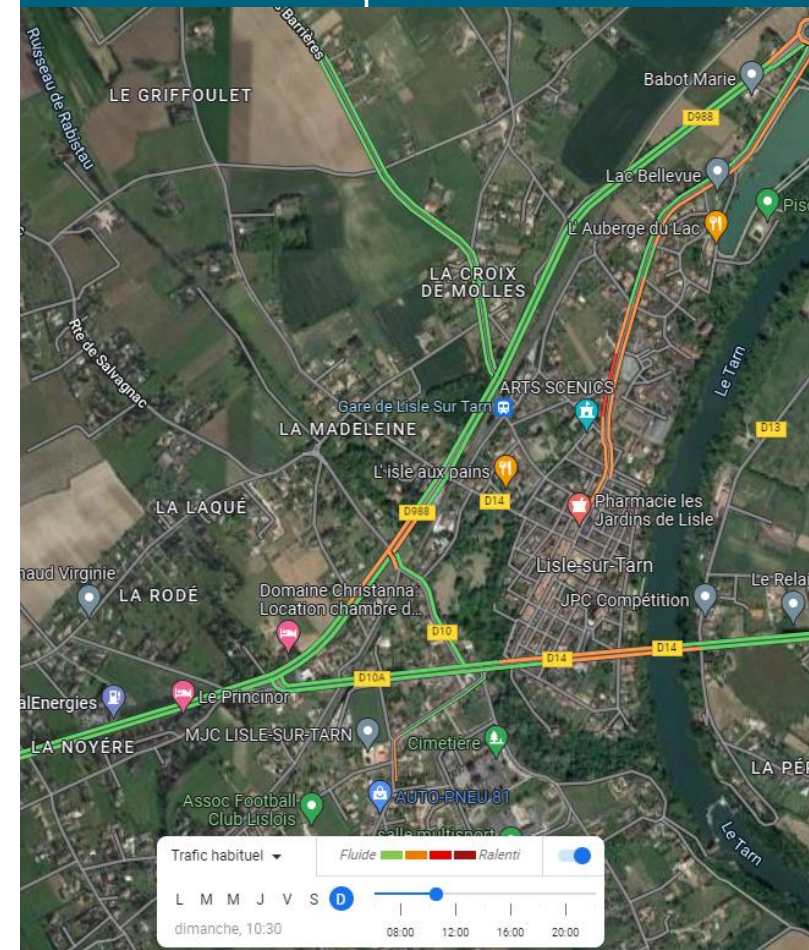 Barrières
Ruisseau de Rabistau
LE GRIFFOULET
Babot Marie
D988
Lac Bellevue
L'Auberge du Lac
LA CROIX
DE MOLLES
Rte de Salvagnac
Le Tarn
ARTS SCENICS
Gare de Lisle Sur Tarn
D13
LA MADELEINE
L'isle aux pains
D14
Pharmacie les
Jardins de Lisle
LA LAQUÉ
D988
Lisle-sur-Tarn
naud Virginie
LA RODÉ
Domaine Christanna:
Location chambre d...
JPC Compétition
Le Relai
D10
D14
D14
D10A
Le Princinor
alEnergies
MJC LISLE-SUR-TARN
Cimetière
LA NOYÉRE
LA PÉ
AUTO-PNEU 81
Assoc Football
Club Lislois
salle multisport
Le Tarn
Trafic habituel
Fluide
Ralenti
L M M J V S D
dimanche, 10:30
08:00 12:00 16:00 20:00